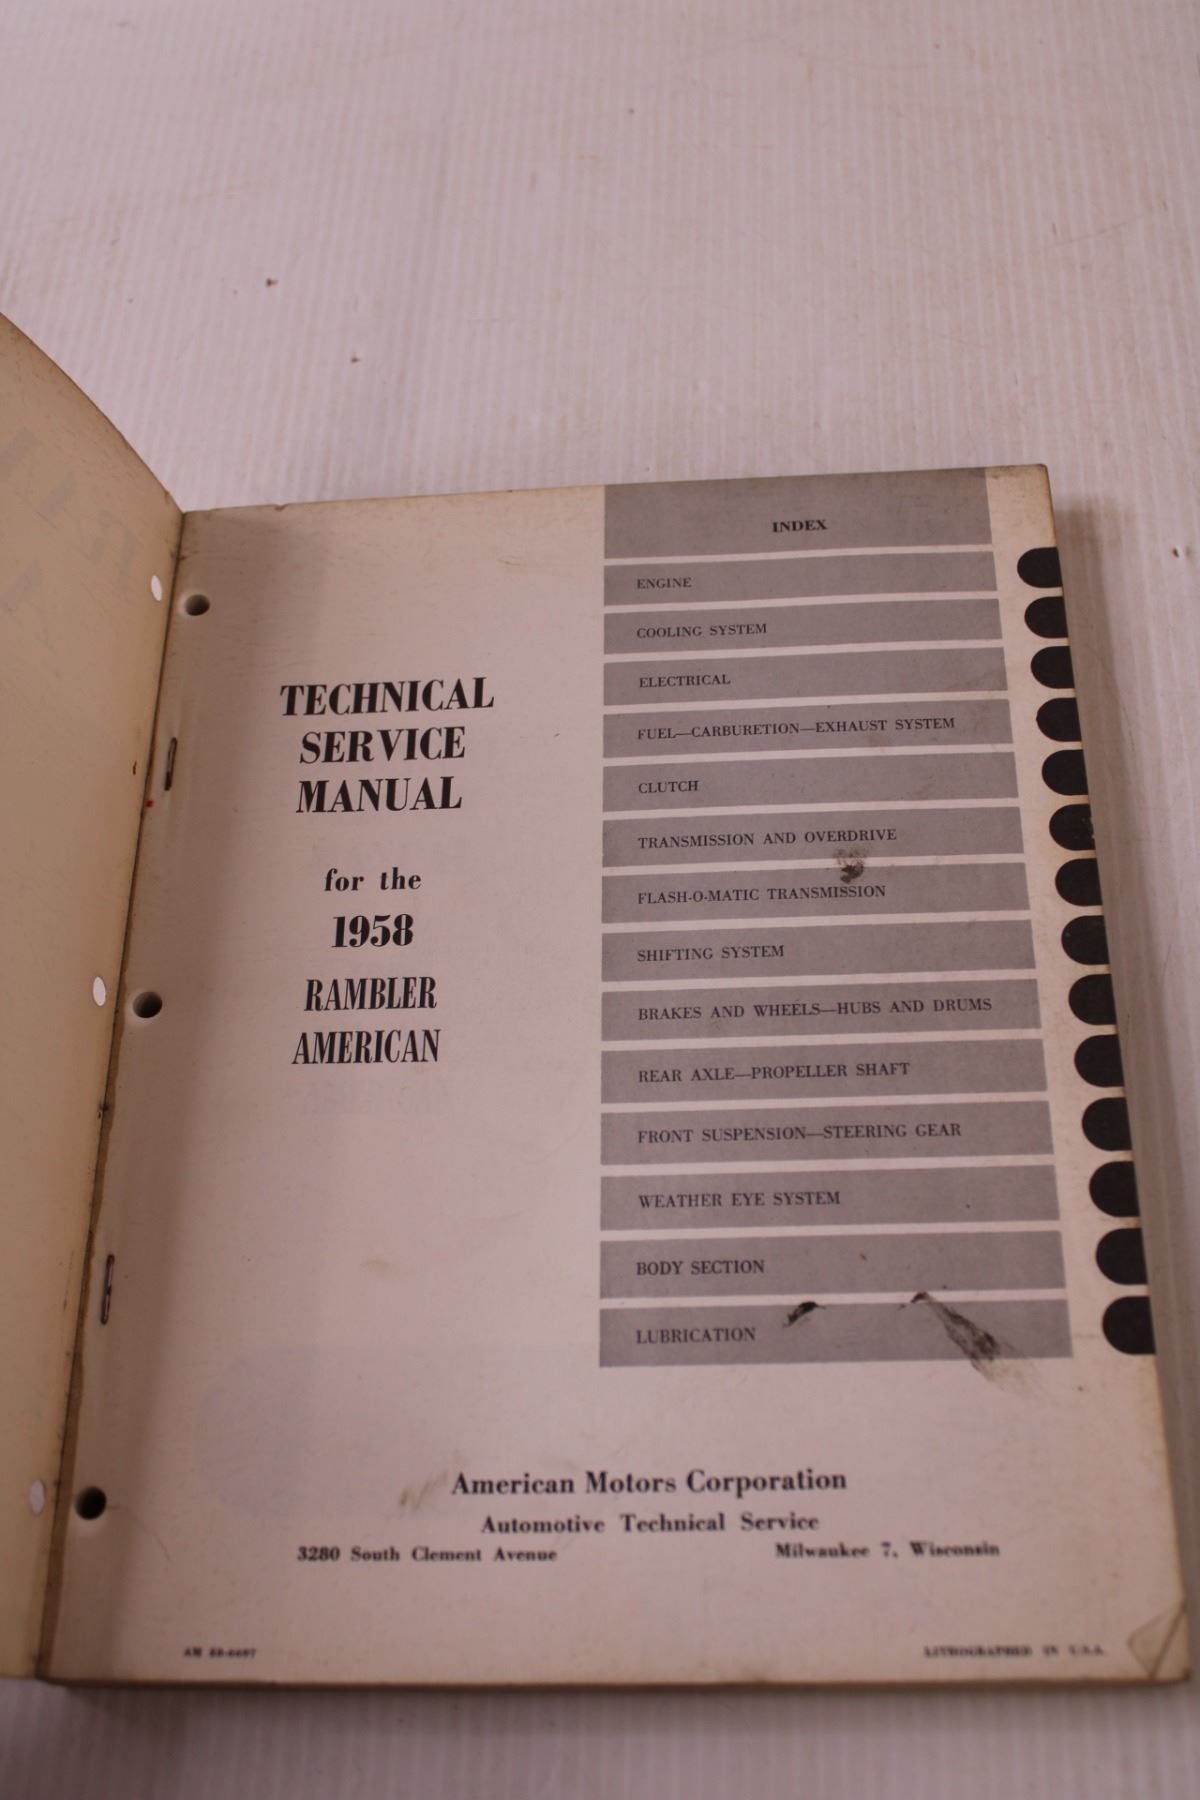 TECHNICAL
SERVICE
MANUAL
for the
1958
RAMBLER
AMERICAN
INDEX
ENGINE
COOLING SYSTEM
ELECTRICAL
FUEL—CARBURETION—EXHAUST SYSTEM
CLUTCH
TRANSMISSION AND OVERDRIVE
FLASH-O-MATIC TRANSMISSION
SHIFTING SYSTEM
BRAKES AND WHEELS—HUBS AND DRUMS
REAR AXLE—PROPELLER SHAFT
FRONT SUSPENSION—STEERING GEAR
WEATHER EYE SYSTEM
BODY SECTION
LUBRICATION
American Motors Corporation
Automotive Technical Service
3280 South Clement Avenue Milwaukee 7, Wisconsin
AM
LITHOGRAPHED IN U.S.A.